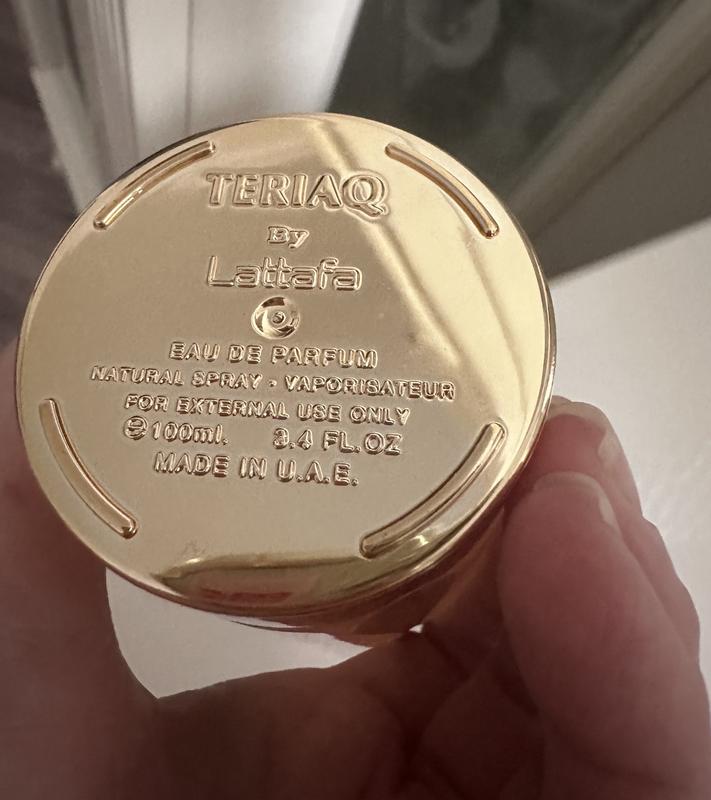 TERIAQ
By
Lattafa
EAU DE PARFUM
NATURAL SPRAY - VAPORISATEUR
FOR EXTERNAL USE ONLY
℮100ml. 3.4 FL.OZ
MADE IN U.A.E.